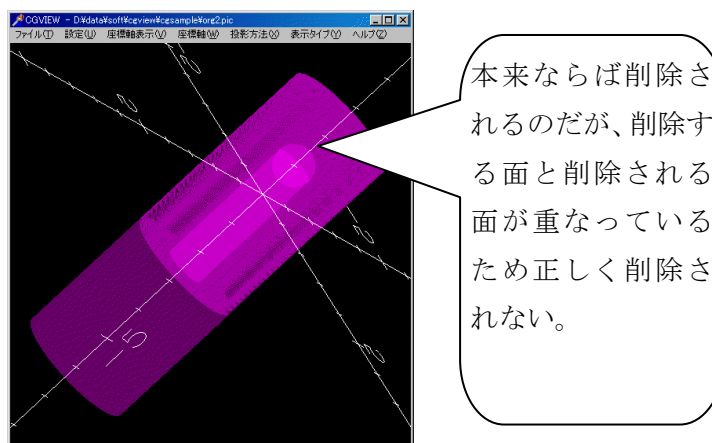 CGVIEW - D:¥data¥soft¥cgview¥cgsample¥org2.pic
ファイル(T) 設定(U) 座標軸表示(V) 座標軸(W) 投影方法(X) 表示タイプ(Y) ヘルプ(Z)
本来ならば削除さ
れるのだが、削除す
る面と削除される
面が重なっている
ため正しく削除さ
れない。
-5